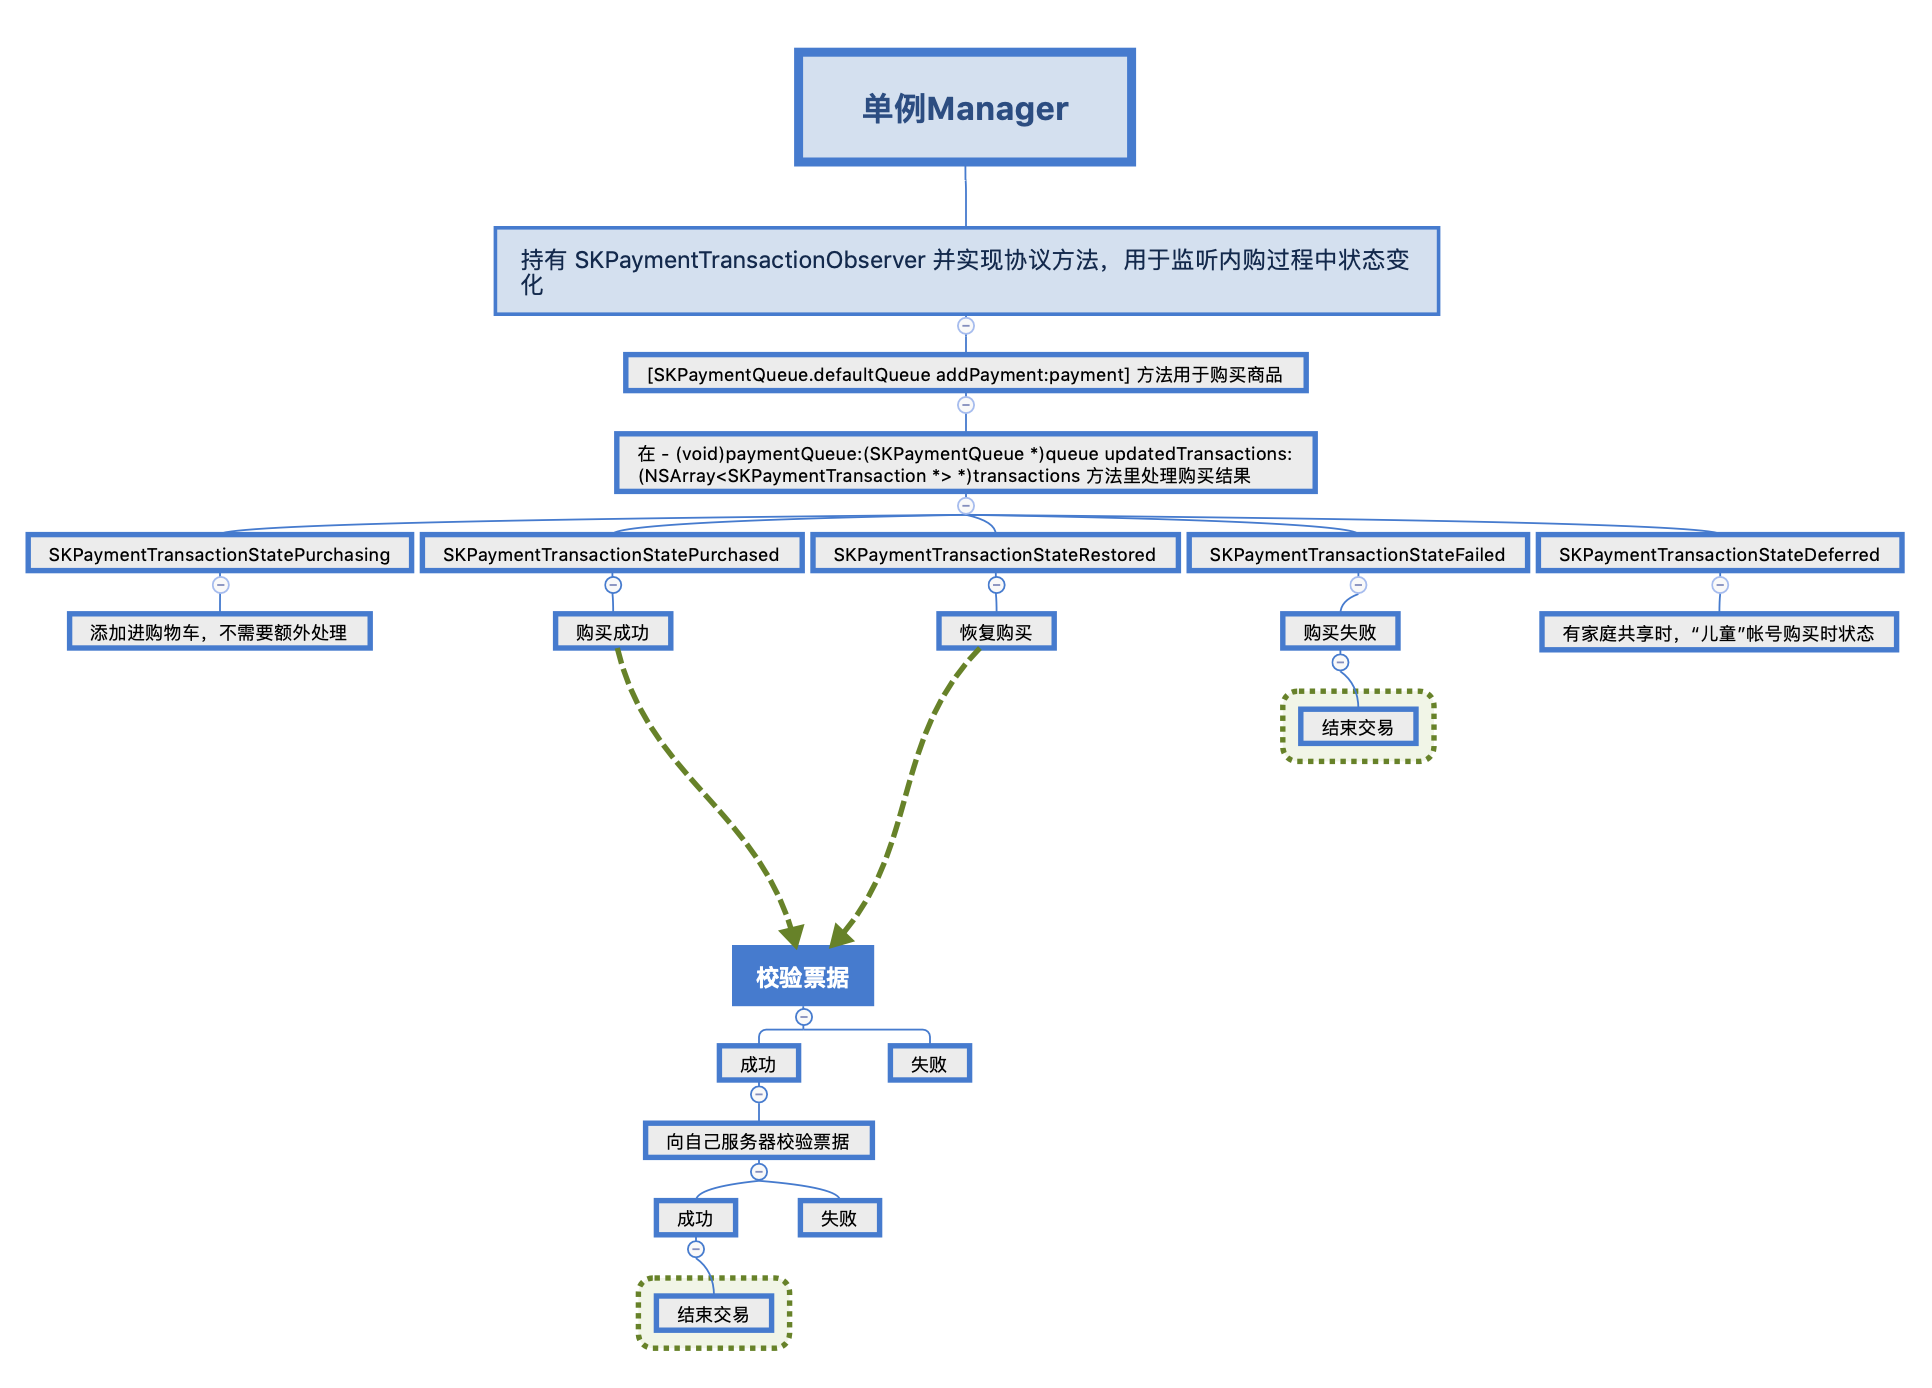 单例Manager
持有 SKPaymentTransactionObserver 并实现协议方法，用于监听内购过程中状态变
化
[SKPaymentQueue.defaultQueue addPayment:payment] 方法用于购买商品
在 - (void)paymentQueue:(SKPaymentQueue *)queue updatedTransactions:
(NSArray<SKPaymentTransaction *> *)transactions 方法里处理购买结果
SKPaymentTransactionStatePurchasing
SKPaymentTransactionStatePurchased
SKPaymentTransactionStateRestored
SKPaymentTransactionStateFailed
SKPaymentTransactionStateDeferred
添加进购物车，不需要额外处理
购买成功
恢复购买
购买失败
有家庭共享时，“儿童”帐号购买时状态
结束交易
校验票据
成功
失败
向自己服务器校验票据
成功
失败
结束交易